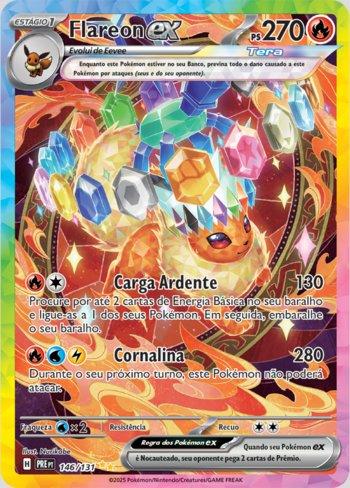 ESTÁGIO 1
Flareon ex
PS 270
Evolui de Eevee
Tera
Enquanto este Pokémon estiver no seu Banco, previna todo o dano causado a este
Pokémon por ataques (seus e do seu oponente).
Carga Ardente 130
Procure por até 2 cartas de Energia Básica no seu baralho
e ligue-as a 1 dos seus Pokémon. Em seguida, embaralhe
o seu baralho.
Cornalina 280
Durante o seu próximo turno, este Pokémon não poderá
atacar.
Fraqueza ×2 Resistência Recuo
Ilust. Norikobe
H PRE PT 146/131
Regra dos Pokémon ex
Quando seu Pokémon ex
é Nocauteado, seu oponente pega 2 cartas de Prêmio.
©2025 Pokémon/Nintendo/Creatures/GAME FREAK